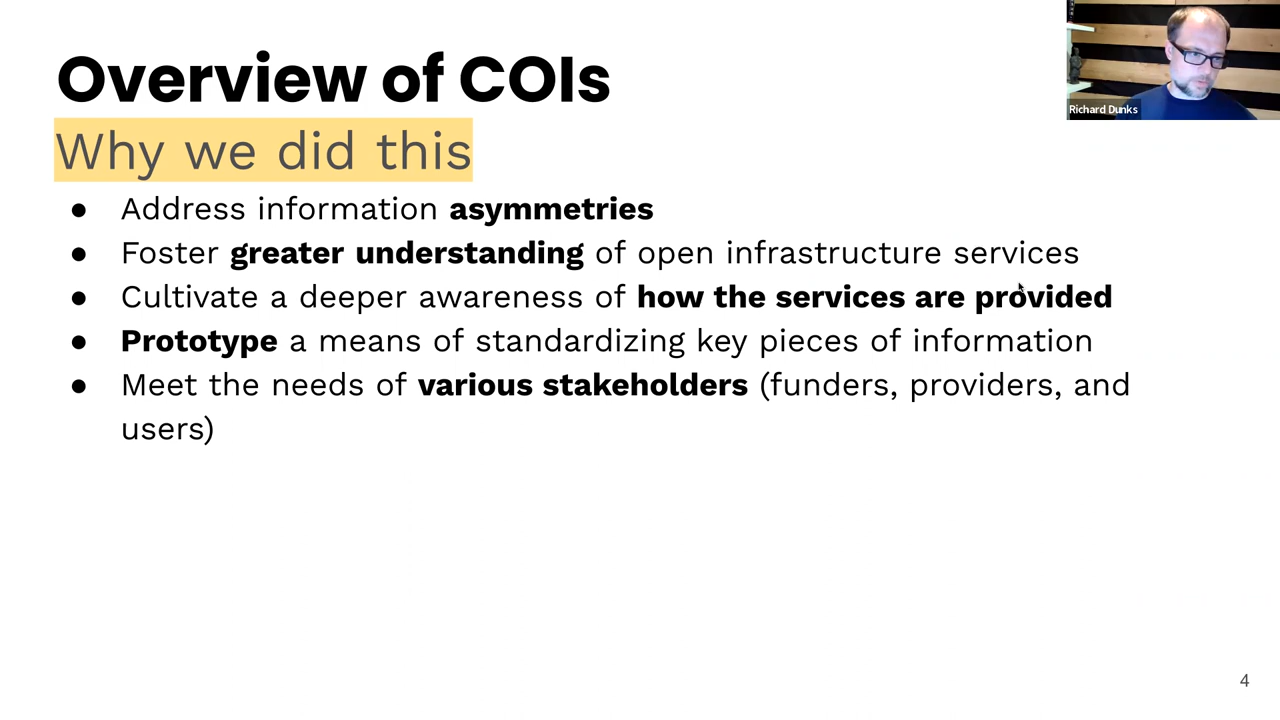 Overview of COIs
Why we did this
● Address information asymmetries
● Foster greater understanding of open infrastructure services
● Cultivate a deeper awareness of how the services are provided
● Prototype a means of standardizing key pieces of information
● Meet the needs of various stakeholders (funders, providers, and
users)
Richard Dunks
4